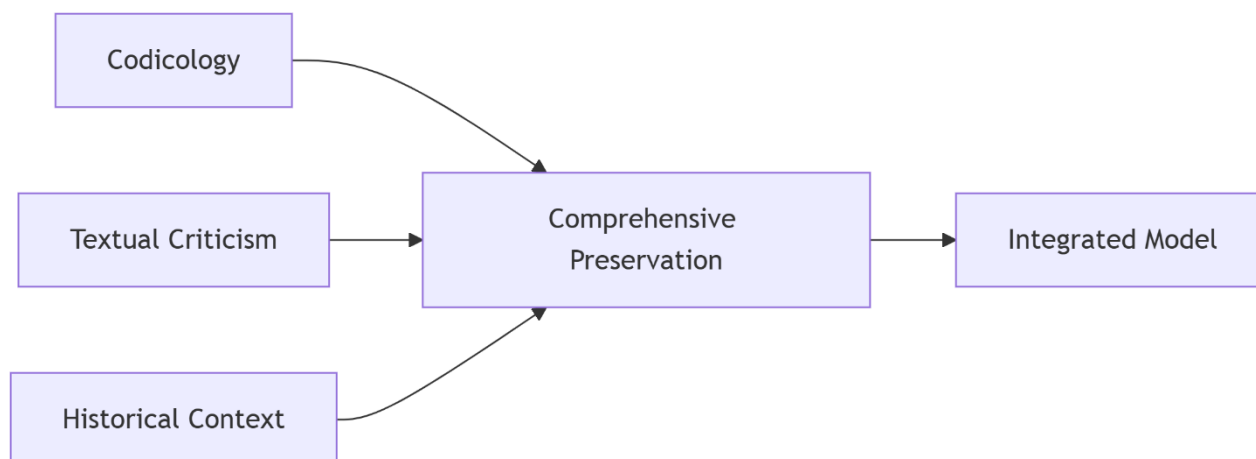 Codicology
Textual Criticism
Historical Context
Comprehensive
Preservation
Integrated Model